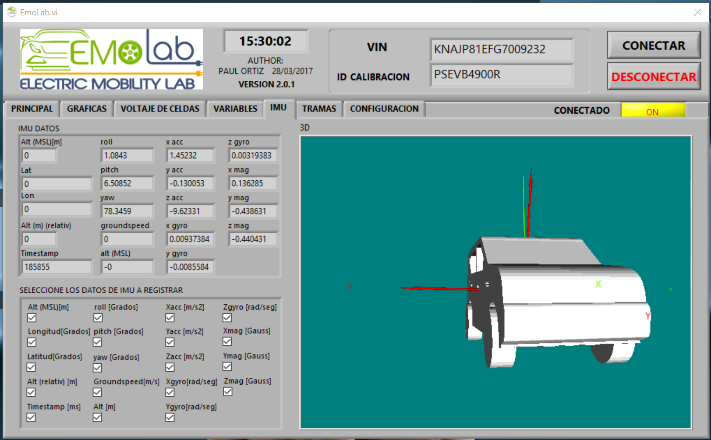 EmoLab.vi
EMOLab
ELECTRIC MOBILITY LAB
15:30:02
AUTHOR:
PAUL ORTIZ 28/03/2017
VERSION 2.0.1
VIN KNAJP81EFG7009232
ID CALIBRACION PSEVB4900R
CONECTAR
DESCONECTAR
PRINCIPAL GRAFICAS VOLTAJE DE CELDAS VARIABLES IMU TRAMAS CONFIGURACION CONECTADO ON
IMU DATOS
Alt (MSL)[m] roll x acc z gyro
0 1.0843 1.45232 0.00319383
Lat pitch y acc x mag
0 6.50852 -0.130053 0.136285
Lon yaw z acc y mag
0 78.3459 -9.62331 -0.438631
Alt (m) (relativ) groundspeed x gyro z mag
0 0 0.00937384 -0.440431
Timestamp alt (MSL) y gyro
185855 -0 -0.0085584
3D
X
Y
SELECCIONE LOS DATOS DE IMU A REGISTRAR
Alt (MSL)[m] roll [Grados] Xacc [m/s2] Zgyro [rad/seg]
Longitud[Grados] pitch [Grados] Yacc [m/s2] Xmag [Gauss]
Latitud[Grados] yaw [Grados] Zacc [m/s2] Ymag [Gauss]
Alt (relativ) [m] Groundspeed[m/s] Xgyro[rad/seg] Zmag [Gauss]
Timestamp [ms] Alt [m] Ygyro[rad/seg]